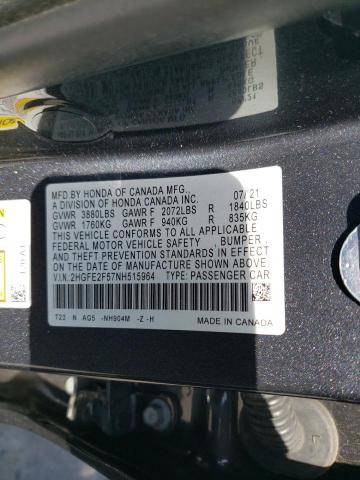 MFD BY HONDA OF CANADA MFG., 07/21
A DIVISION OF HONDA CANADA INC.
GVWR 3880LBS GAWR F 2072LBS R 1840LBS
GVWR 1760KG GAWR F 940KG R 835KG
THIS VEHICLE CONFORMS TO ALL APPLICABLE
FEDERAL MOTOR VEHICLE SAFETY , BUMPER
AND THEFT PREVENTION STANDARDS IN EFFECT
ON THE DATE OF MANUFACTURE SHOWN ABOVE.
V.I.N.:2HGFE2F57NH515964 TYPE: PASSENGER CAR
T23 N AG5 -NH904M -Z -H MADE IN CANADA